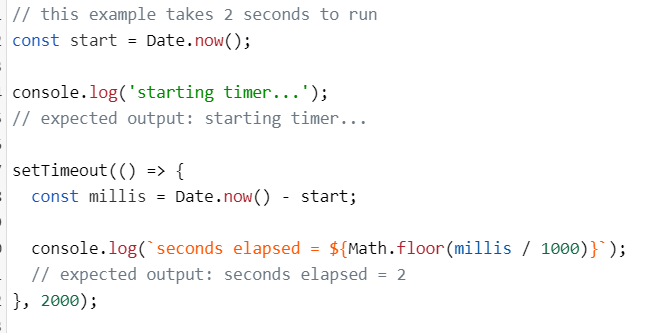 // this example takes 2 seconds to run
const start = Date.now();
console.log('starting timer...');
// expected output: starting timer...
setTimeout(() => {
  const millis = Date.now() - start;
  console.log(`seconds elapsed = ${Math.floor(millis / 1000)}`);
  // expected output: seconds elapsed = 2
}, 2000);